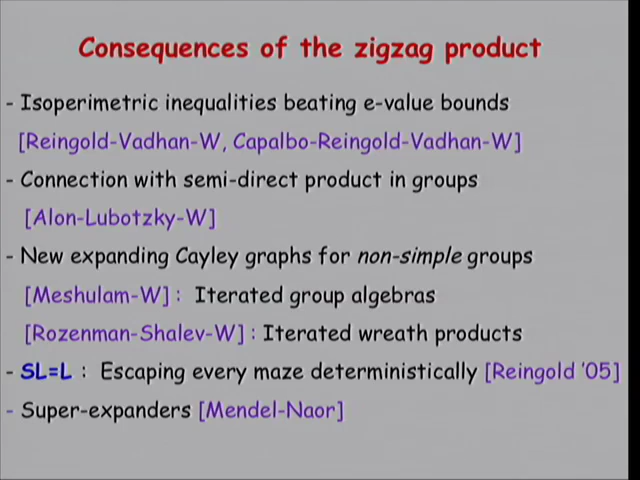 Consequences of the zigzag product
- Isoperimetric inequalities beating e-value bounds
[Reingold-Vadhan-W, Capalbo-Reingold-Vadhan-W]
- Connection with semi-direct product in groups
[Alon-Lubotzky-W]
- New expanding Cayley graphs for non-simple groups
[Meshulam-W] : Iterated group algebras
[Rozenman-Shalev-W] : Iterated wreath products
- SL=L : Escaping every maze deterministically [Reingold '05]
- Super-expanders [Mendel-Naor]